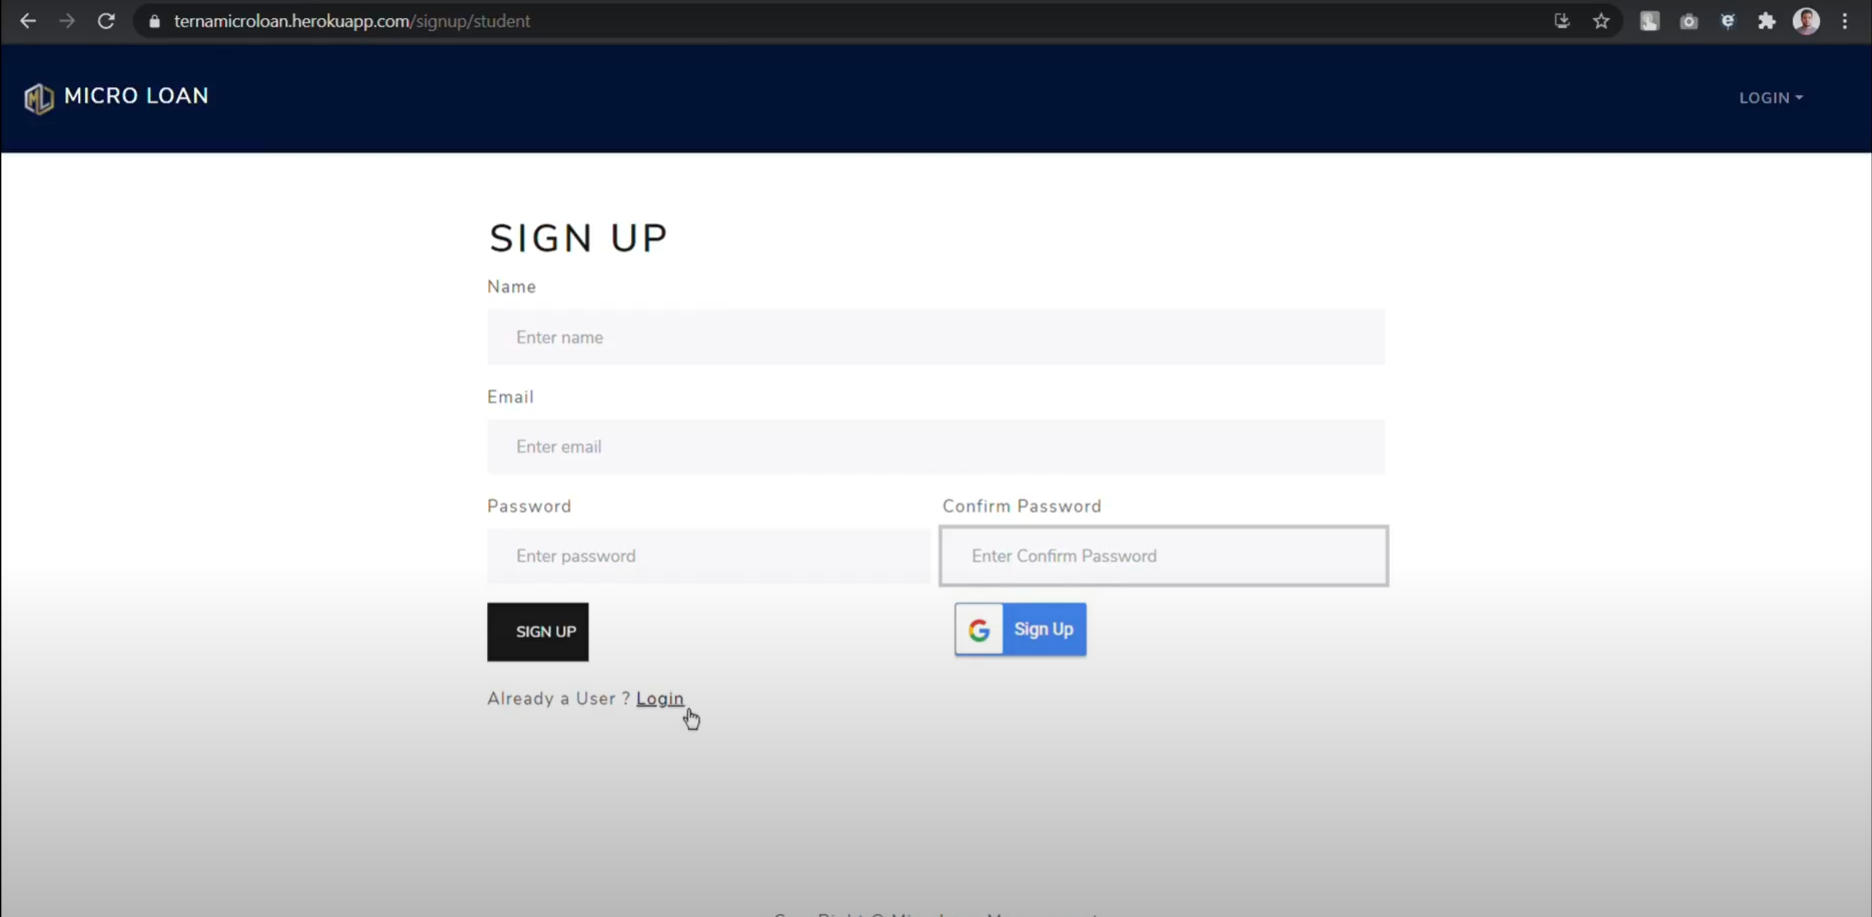 ternamicroloan.herokuapp.com/signup/student
MICRO LOAN
LOGIN
SIGN UP
Name
Enter name
Email
Enter email
Password Confirm Password
Enter password Enter Confirm Password
SIGN UP Sign Up
Already a User ? Login